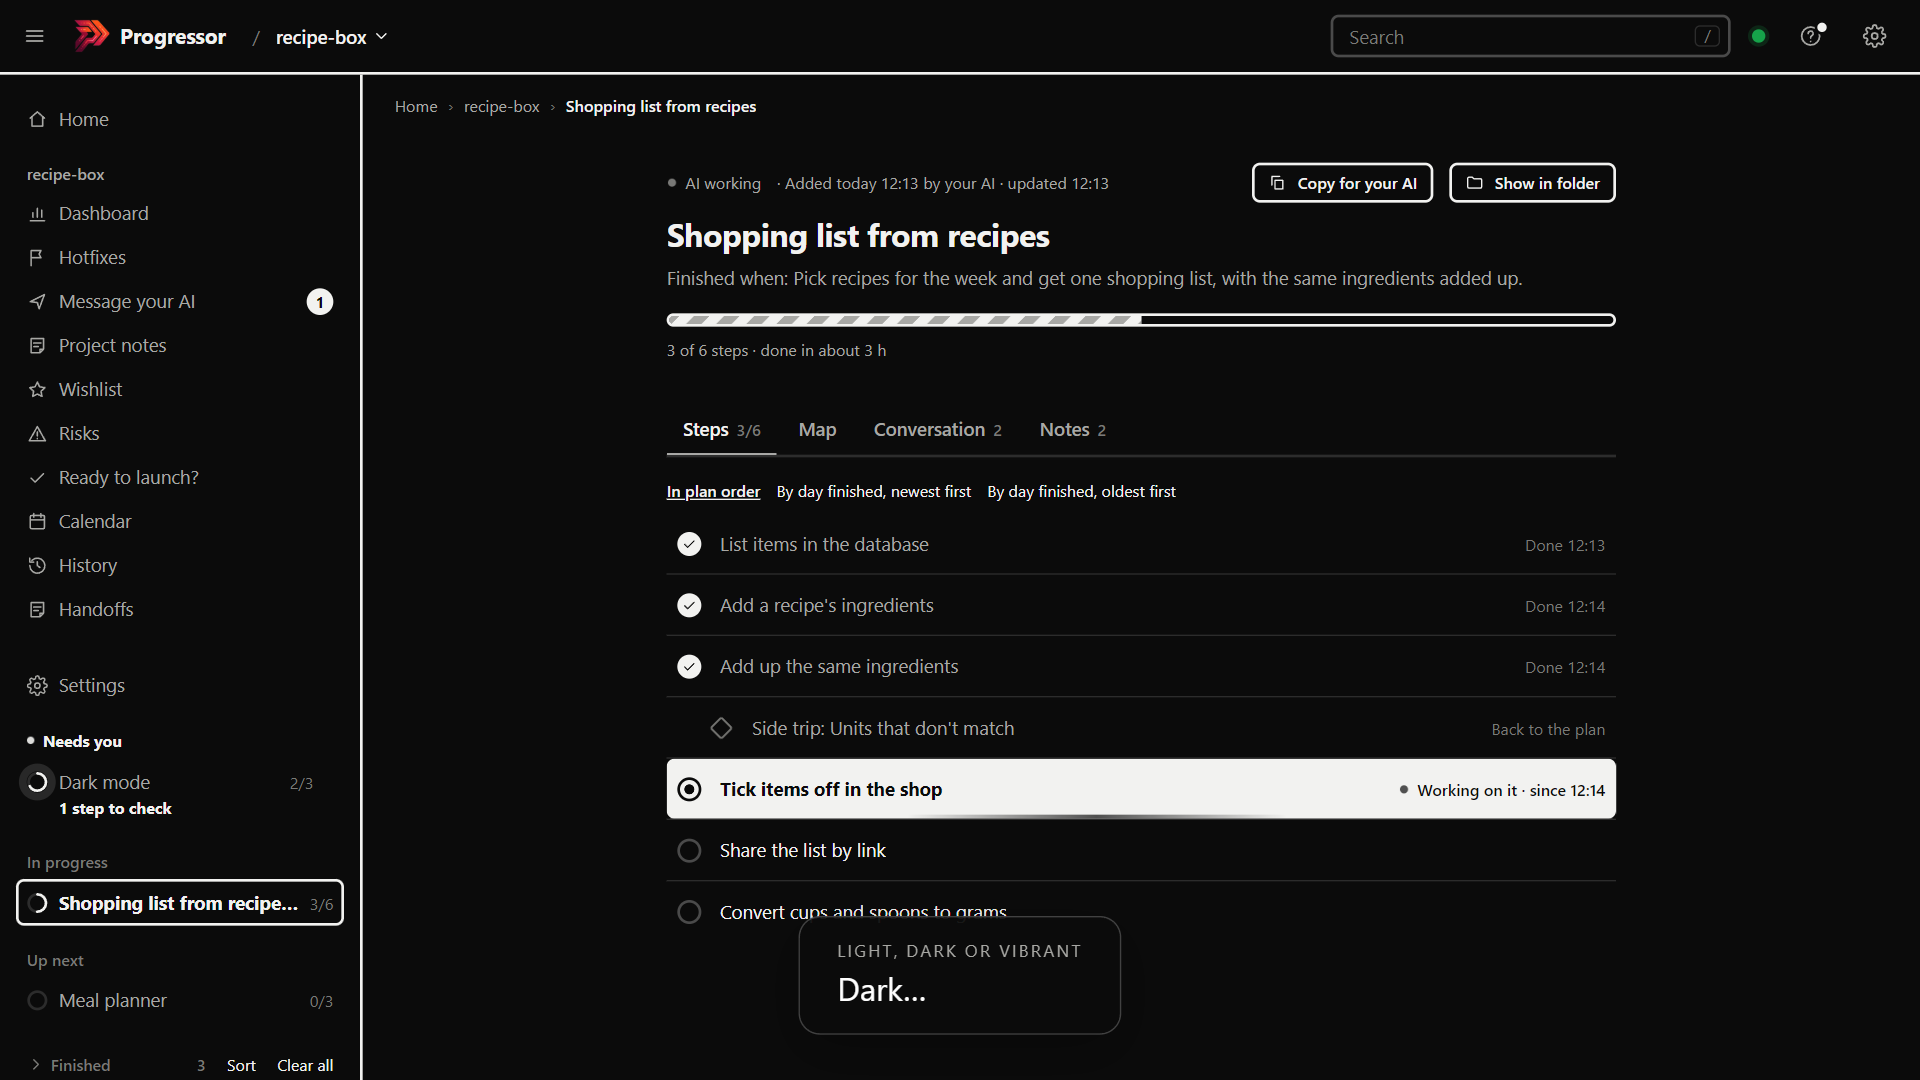 Progressor / recipe-box
Search /
Home
recipe-box
Dashboard
Hotfixes
Message your AI 1
Project notes
Wishlist
Risks
Ready to launch?
Calendar
History
Handoffs
Settings
Needs you
Dark mode 2/3
1 step to check
In progress
Shopping list from recipe... 3/6
Up next
Meal planner 0/3
Finished 3 Sort Clear all
Home › recipe-box › Shopping list from recipes
AI working · Added today 12:13 by your AI · updated 12:13
Copy for your AI
Show in folder
Shopping list from recipes
Finished when: Pick recipes for the week and get one shopping list, with the same ingredients added up.
3 of 6 steps · done in about 3 h
Steps 3/6 Map Conversation 2 Notes 2
In plan order By day finished, newest first By day finished, oldest first
List items in the database Done 12:13
Add a recipe's ingredients Done 12:14
Add up the same ingredients Done 12:14
Side trip: Units that don't match Back to the plan
Tick items off in the shop Working on it · since 12:14
Share the list by link
Convert cups and spoons to grams
LIGHT, DARK OR VIBRANT
Dark...